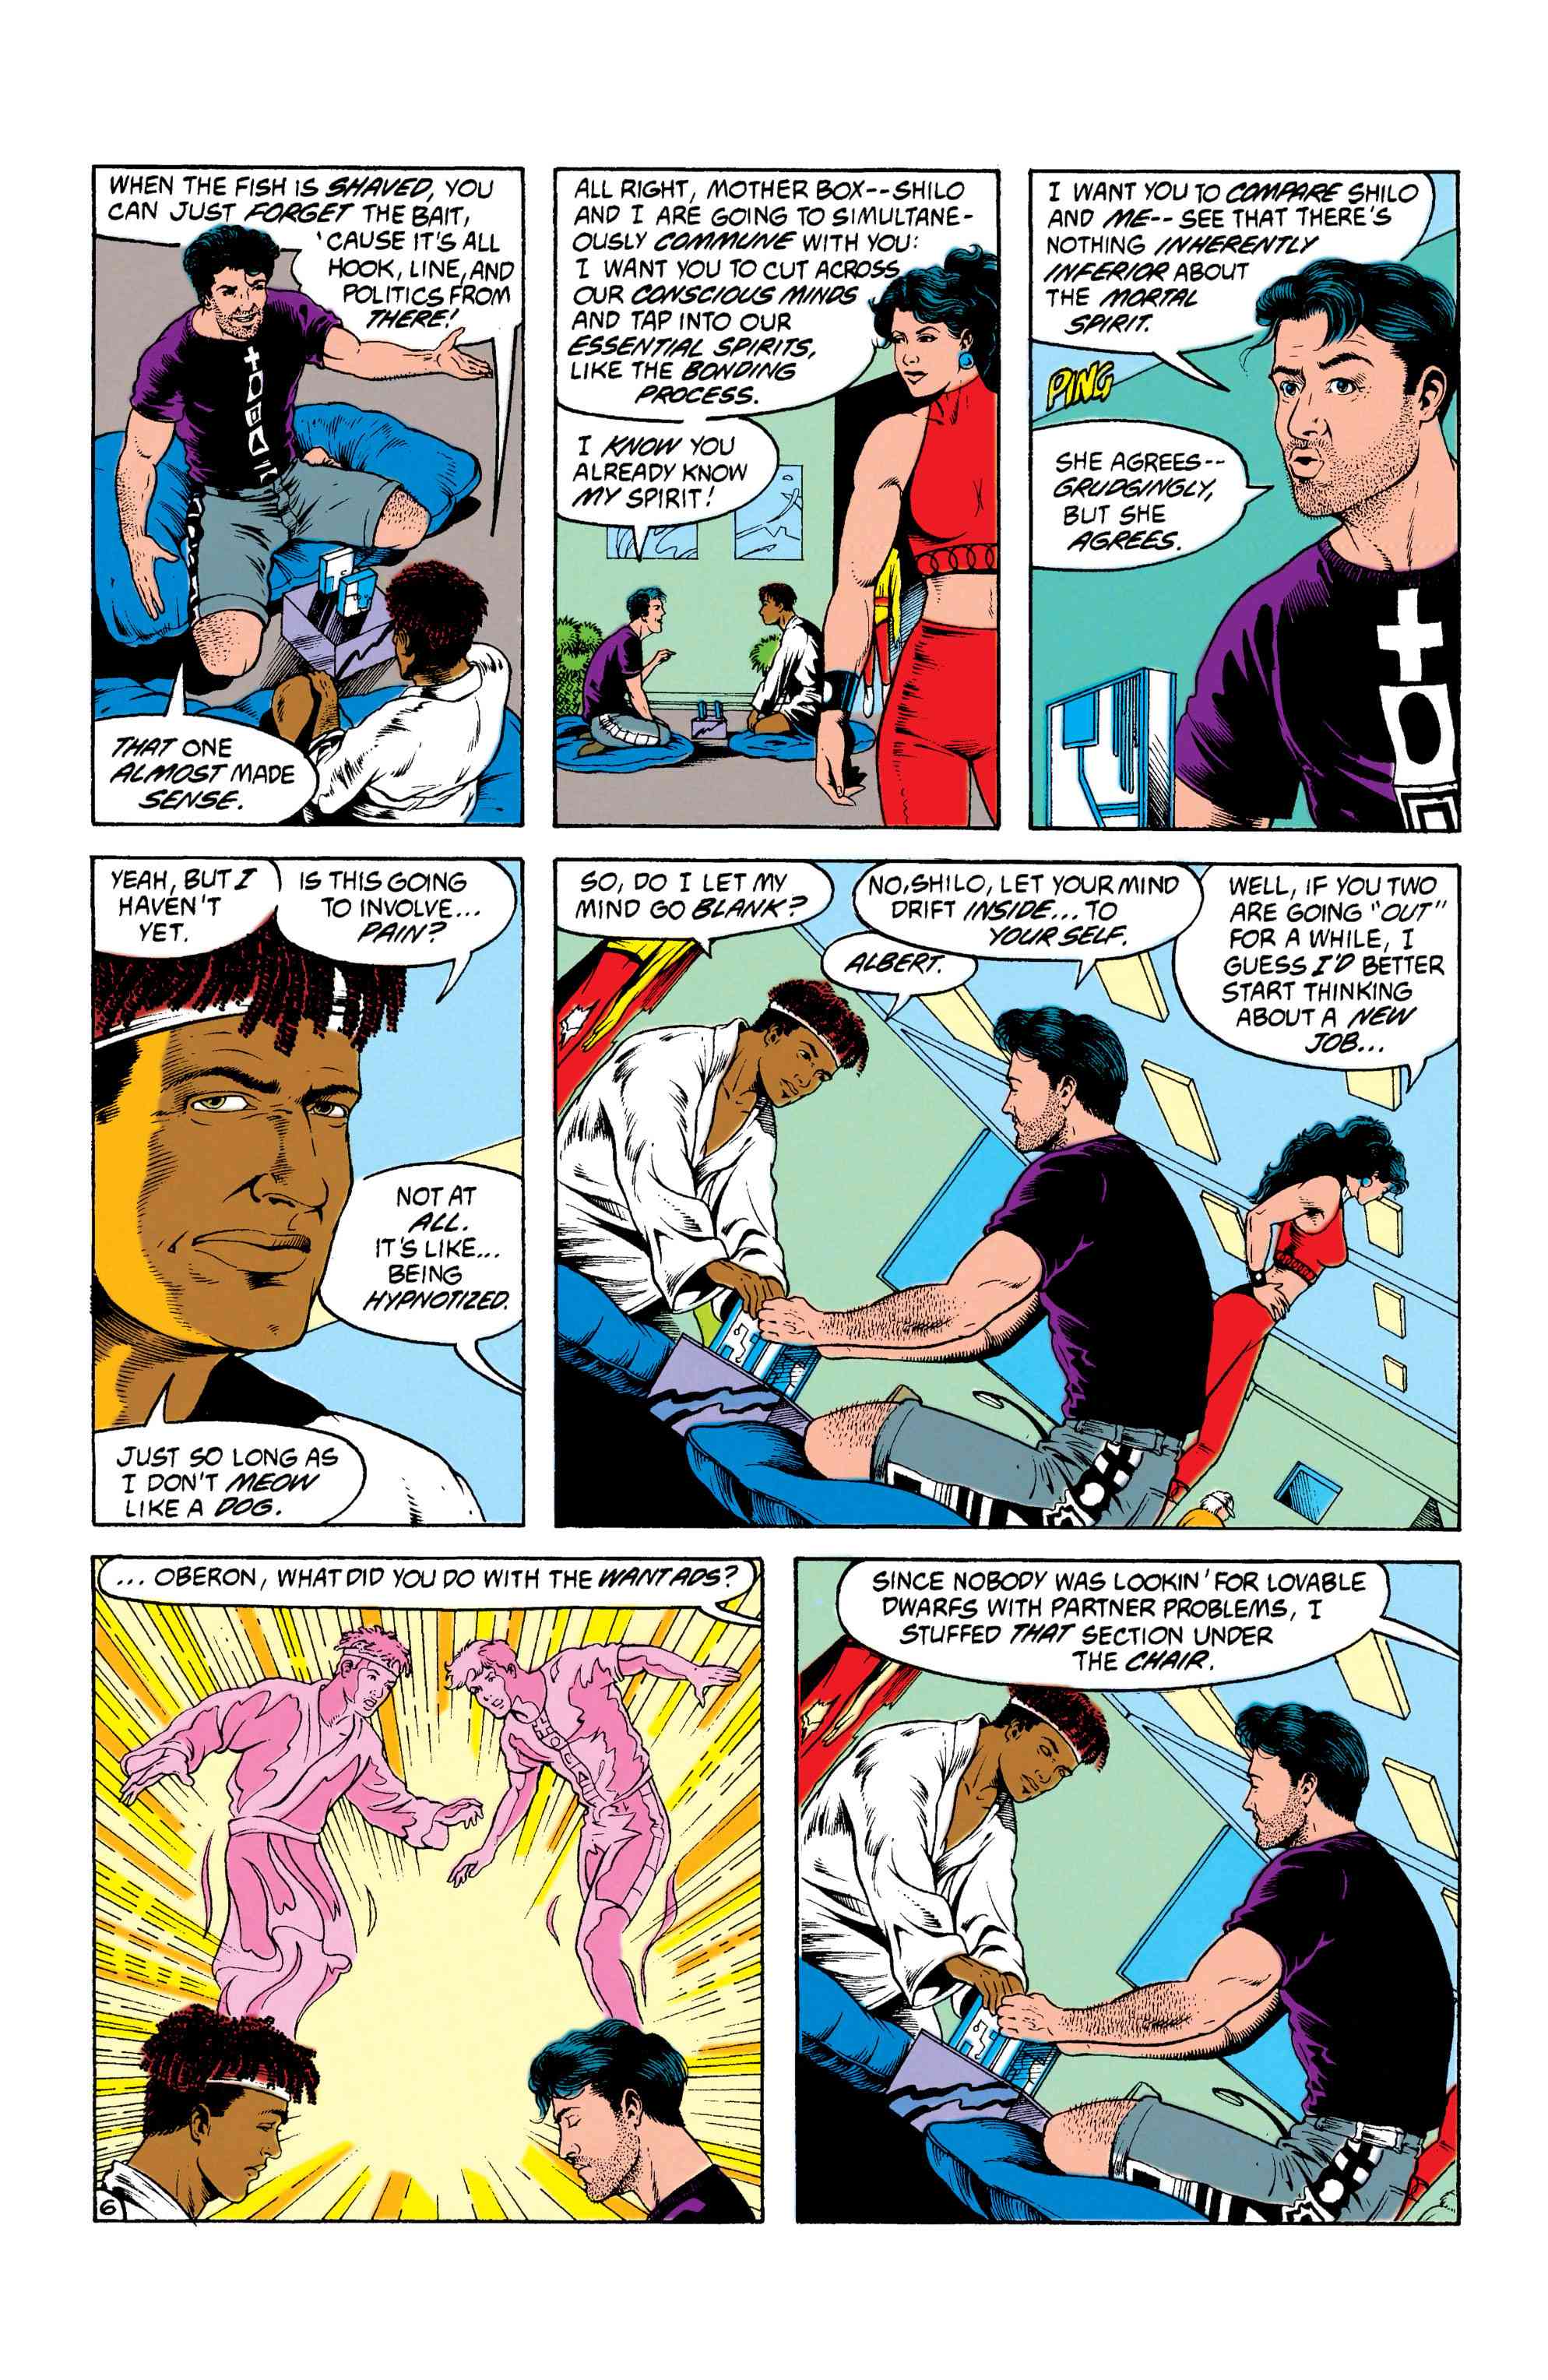 WHEN THE FISH IS SHAVED, YOU
CAN JUST FORGET THE BAIT,
'CAUSE IT'S ALL
HOOK, LINE, AND
POLITICS FROM
THERE!
THAT ONE
ALMOST MADE
SENSE.
ALL RIGHT, MOTHER BOX--SHILO
AND I ARE GOING TO SIMULTANE-
OUSLY COMMUNE WITH YOU:
I WANT YOU TO CUT ACROSS
OUR CONSCIOUS MINDS
AND TAP INTO OUR
ESSENTIAL SPIRITS,
LIKE THE BONDING
PROCESS.
I KNOW YOU
ALREADY KNOW
MY SPIRIT!
I WANT YOU TO COMPARE SHILO
AND ME-- SEE THAT THERE'S
NOTHING INHERENTLY
INFERIOR ABOUT
THE MORTAL
SPIRIT.
PING
SHE AGREES--
GRUDGINGLY,
BUT SHE
AGREES.
YEAH, BUT I
HAVEN'T
YET.
IS THIS GOING
TO INVOLVE...
PAIN?
NOT AT
ALL.
IT'S LIKE...
BEING
HYPNOTIZED.
JUST SO LONG AS
I DON'T MEOW
LIKE A DOG.
SO, DO I LET MY
MIND GO BLANK?
ALBERT.
NO, SHILO, LET YOUR MIND
DRIFT INSIDE... TO
YOUR SELF.
WELL, IF YOU TWO
ARE GOING "OUT"
FOR A WHILE, I
GUESS I'D BETTER
START THINKING
ABOUT A NEW
JOB...
... OBERON, WHAT DID YOU DO WITH THE WANT ADS?
6
SINCE NOBODY WAS LOOKIN' FOR LOVABLE
DWARFS WITH PARTNER PROBLEMS, I
STUFFED THAT SECTION UNDER
THE CHAIR.